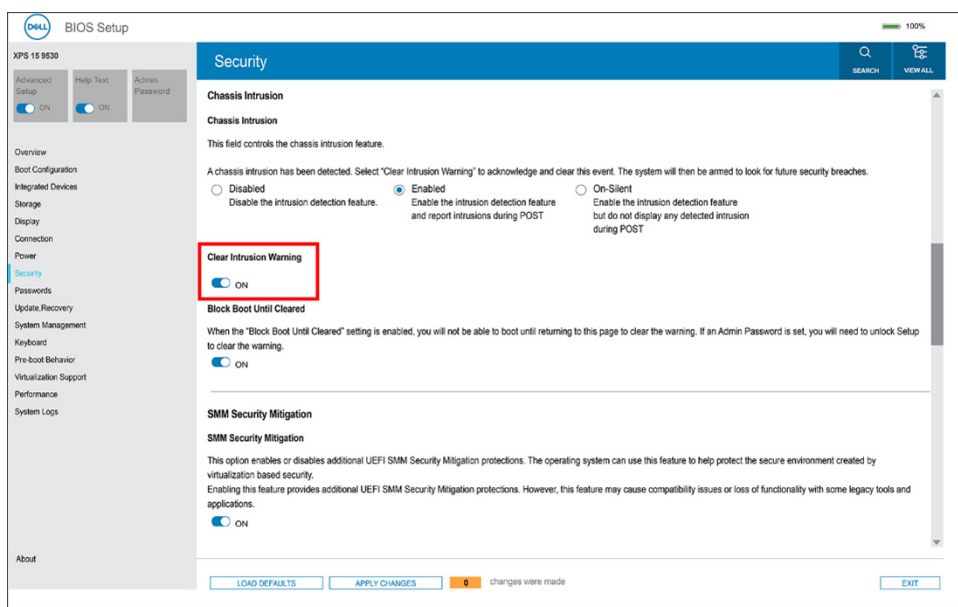 DELL
BIOS Setup
100%
XPS 15 9530
Advanced Setup
ON
Help Text
ON
Admin Password
Overview
Boot Configuration
Integrated Devices
Storage
Display
Connection
Power
Security
Passwords
Update,Recovery
System Management
Keyboard
Pre-boot Behavior
Virtualization Support
Performance
System Logs
About
Security
SEARCH
VIEW ALL
Chassis Intrusion
Chassis Intrusion
This field controls the chassis intrusion feature.
A chassis intrusion has been detected. Select "Clear Intrusion Warning" to acknowledge and clear this event. The system will then be armed to look for future security breaches.
Disabled
Disable the intrusion detection feature.
Enabled
Enable the intrusion detection feature
and report intrusions during POST
On-Silent
Enable the intrusion detection feature
but do not display any detected intrusion
during POST
Clear Intrusion Warning
ON
Block Boot Until Cleared
When the "Block Boot Until Cleared" setting is enabled, you will not be able to boot until returning to this page to clear the warning. If an Admin Password is set, you will need to unlock Setup
to clear the warning.
ON
SMM Security Mitigation
SMM Security Mitigation
This option enables or disables additional UEFI SMM Security Mitigation protections. The operating system can use this feature to help protect the secure environment created by
virtualization based security.
Enabling this feature provides additional UEFI SMM Security Mitigation protections. However, this feature may cause compatibility issues or loss of functionality with some legacy tools and
applications.
ON
LOAD DEFAULTS
APPLY CHANGES
0 changes were made
EXIT